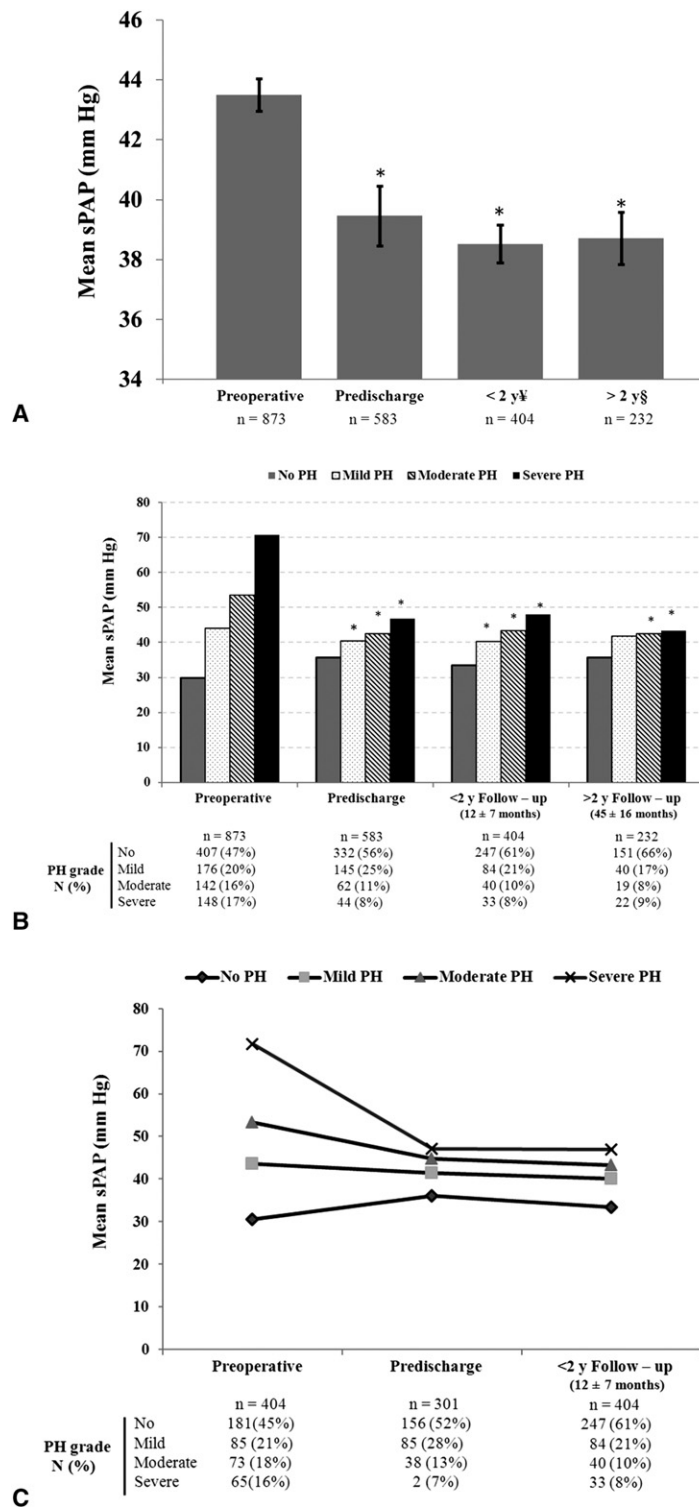 44
42
40
38
36
34
Mean sPAP (mm Hg)
*
*
*
Preoperative Predischarge < 2 y¥ > 2 y§
n = 873 n = 583 n = 404 n = 232
A
No PH Mild PH Moderate PH Severe PH
80
70
60
50
40
30
20
10
0
Mean sPAP (mm Hg)
* * *
* * *
* *
Preoperative Predischarge <2 y Follow – up >2 y Follow – up
(12 ± 7 months) (45 ± 16 months)
n = 873 n = 583 n = 404 n = 232
PH grade
N (%)
No 407 (47%) 332 (56%) 247 (61%) 151 (66%)
Mild 176 (20%) 145 (25%) 84 (21%) 40 (17%)
Moderate 142 (16%) 62 (11%) 40 (10%) 19 (8%)
Severe 148 (17%) 44 (8%) 33 (8%) 22 (9%)
B
No PH Mild PH Moderate PH Severe PH
80
70
60
50
40
30
20
10
0
Mean sPAP (mm Hg)
Preoperative Predischarge <2 y Follow – up
(12 ± 7 months)
n = 404 n = 301 n = 404
PH grade
N (%)
No 181(45%) 156 (52%) 247 (61%)
Mild 85 (21%) 85 (28%) 84 (21%)
Moderate 73 (18%) 38 (13%) 40 (10%)
Severe 65(16%) 2 (7%) 33 (8%)
C